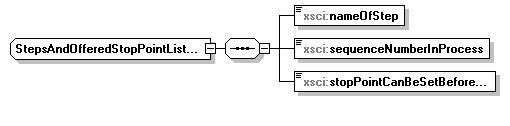 xsci:nameOfStep
StepsAndOfferedStopPointList...
xsci:sequenceNumberInProcess
xsci:stopPointCanBeSetBefore...